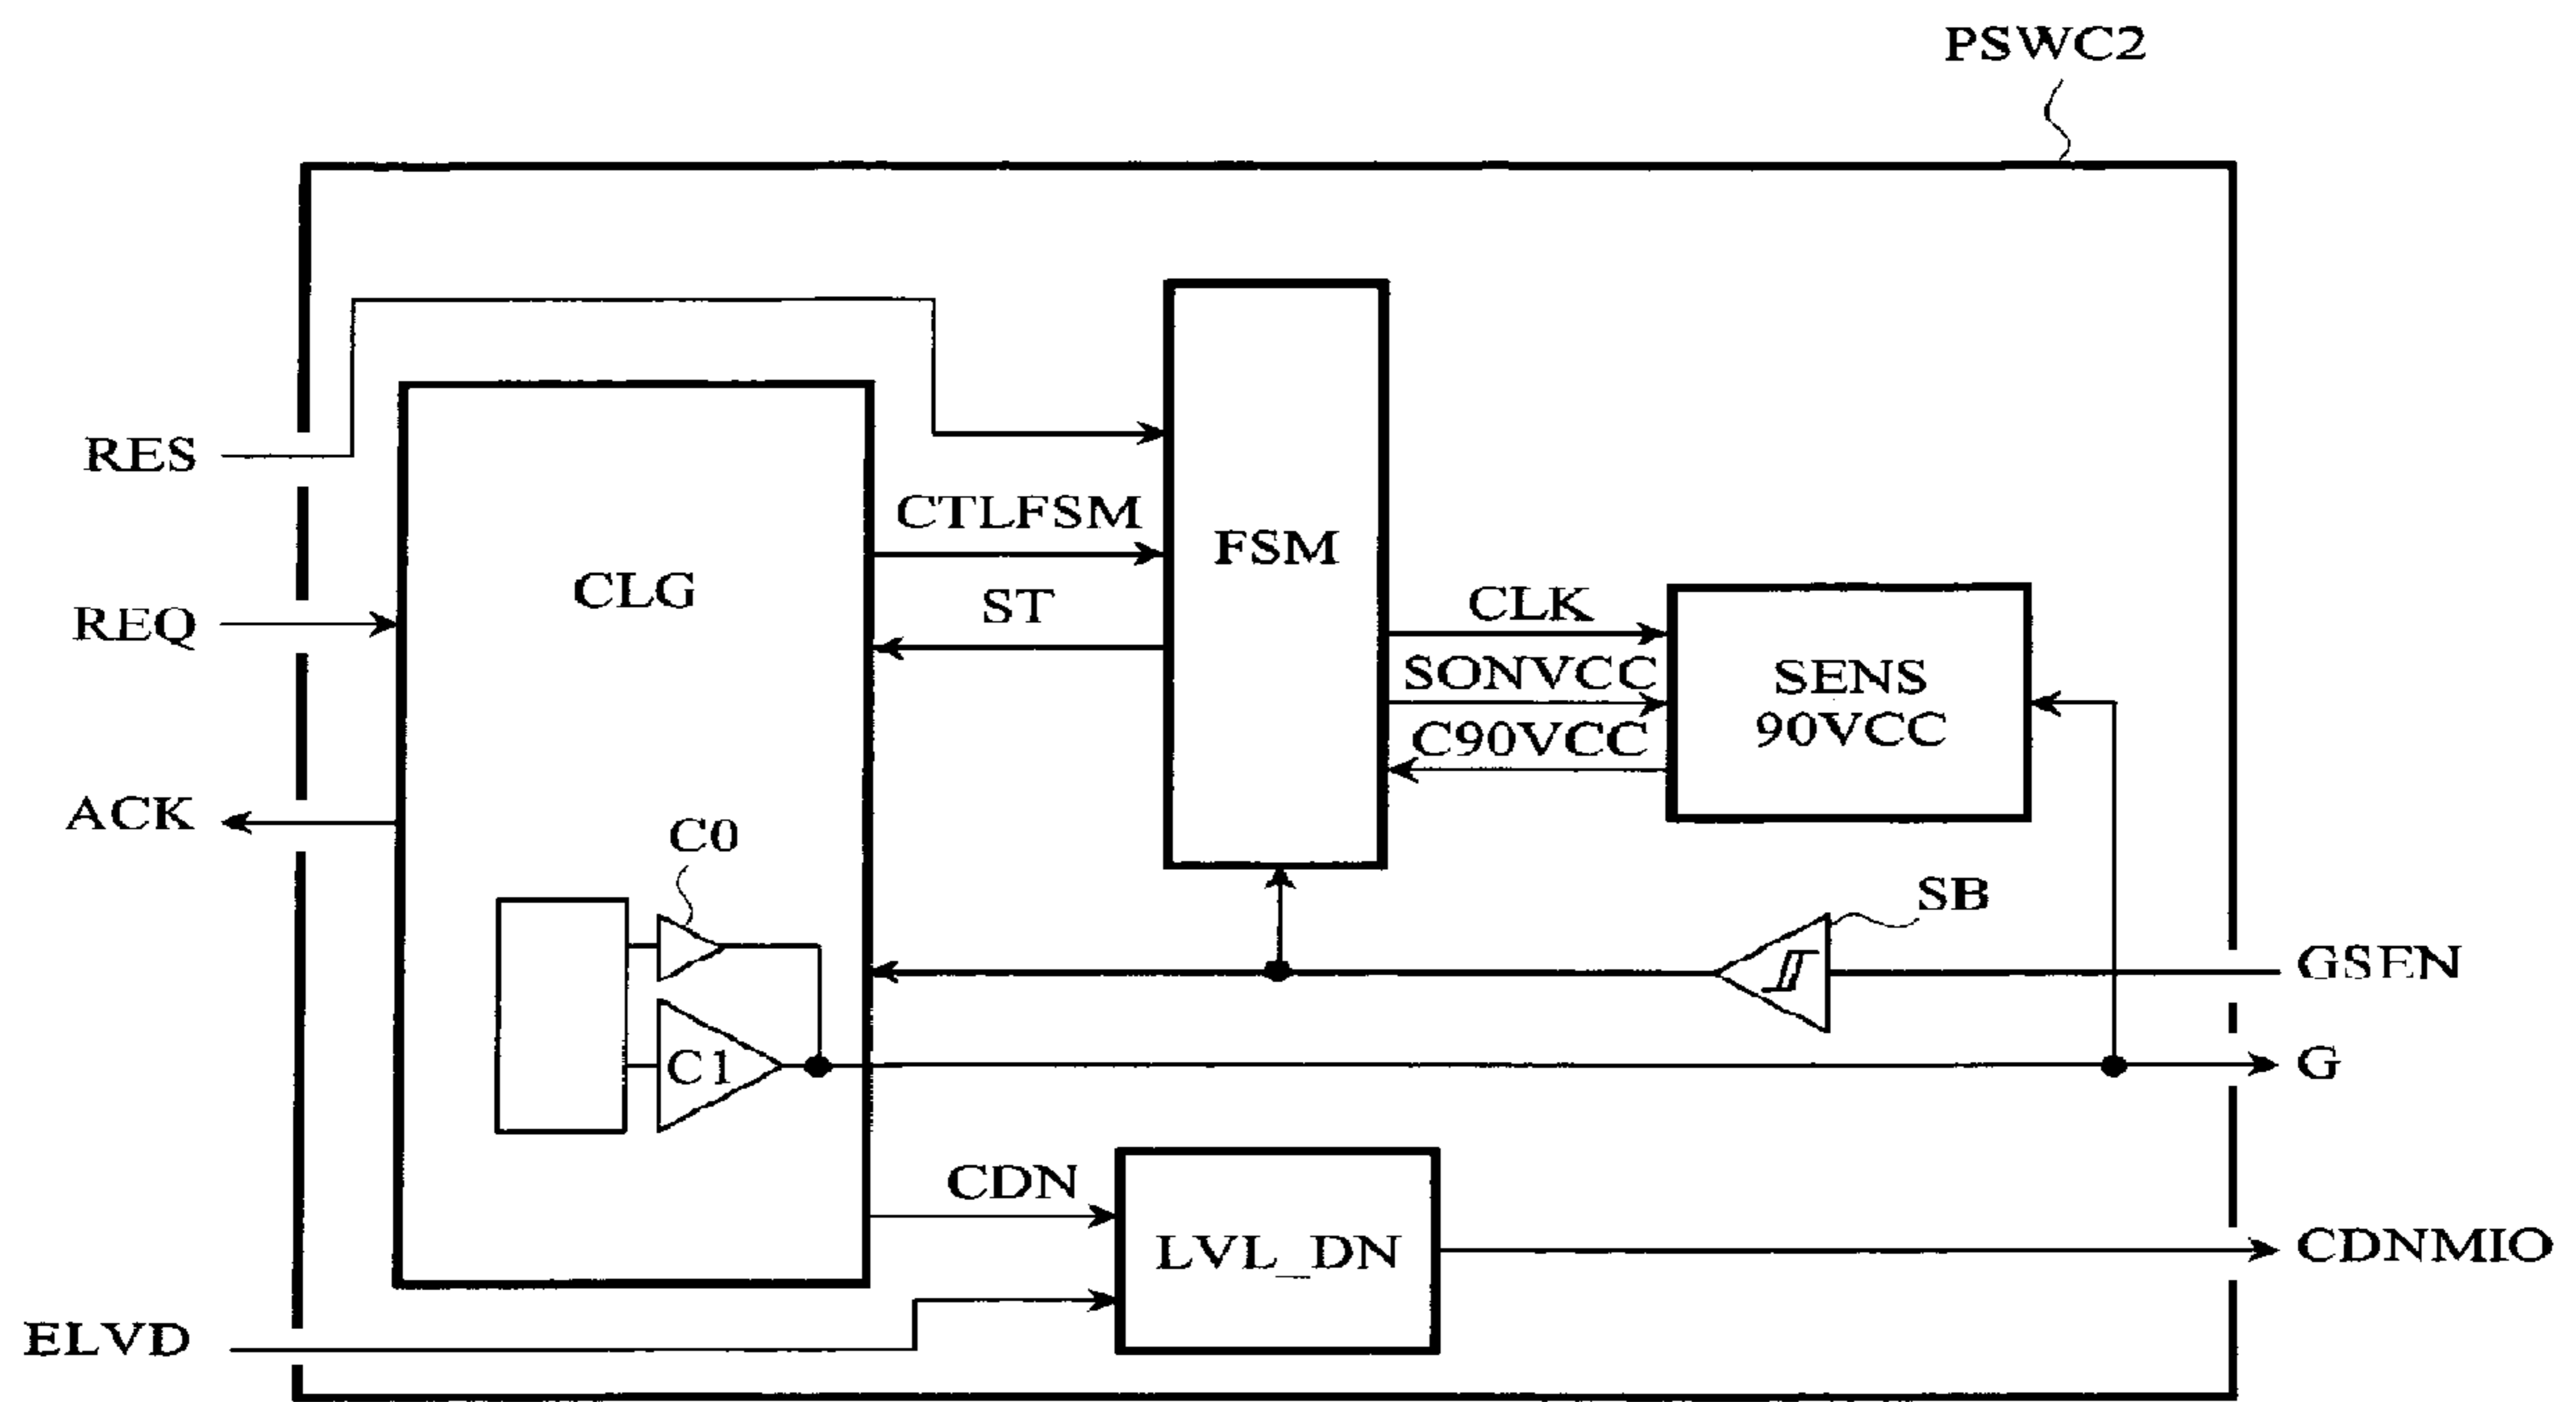 PSWC2
RES
CTLFSM
FSM
CLG
ST
CLK
REQ
SONVCC
SENS
90VCC
C90VCC
ACK
C0
SB
GSEN
C1
G
CDN
LVL_DN
CDNMIO
ELVD